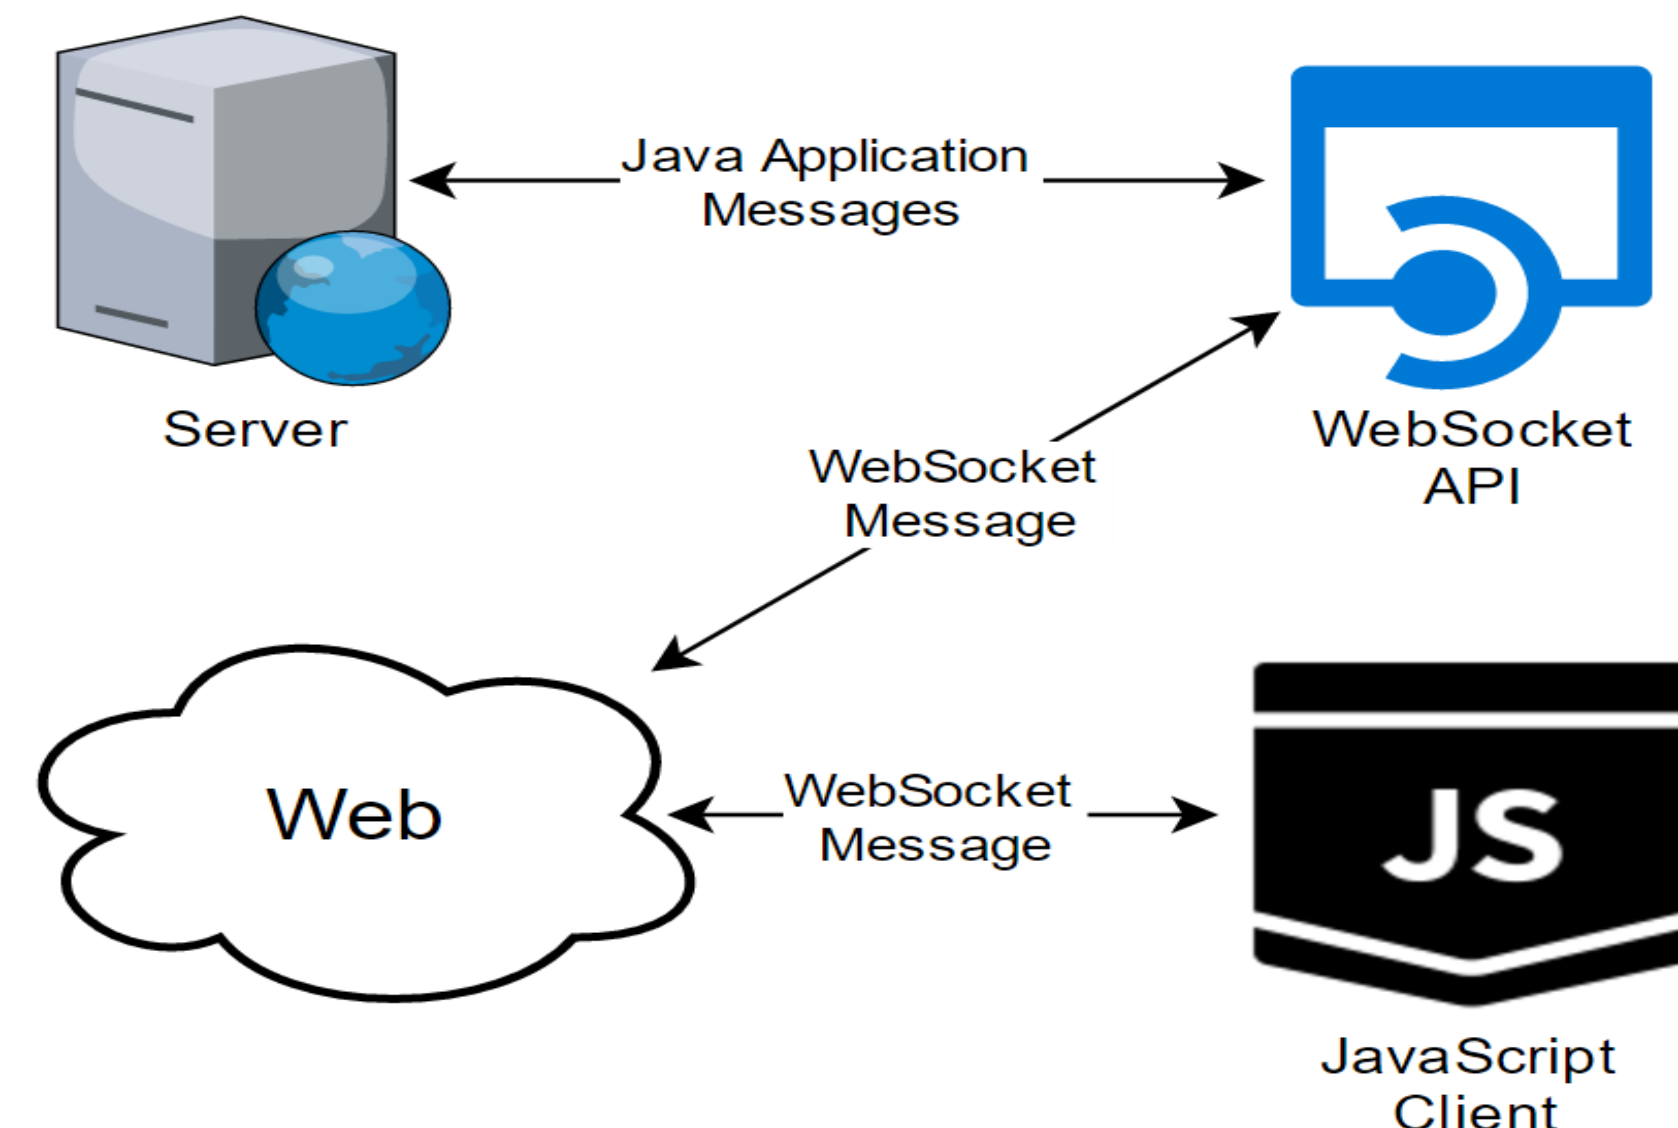 Java Application
Messages
Server
WebSocket
API
WebSocket
Message
Web
WebSocket
Message
JS
JavaScript
Client